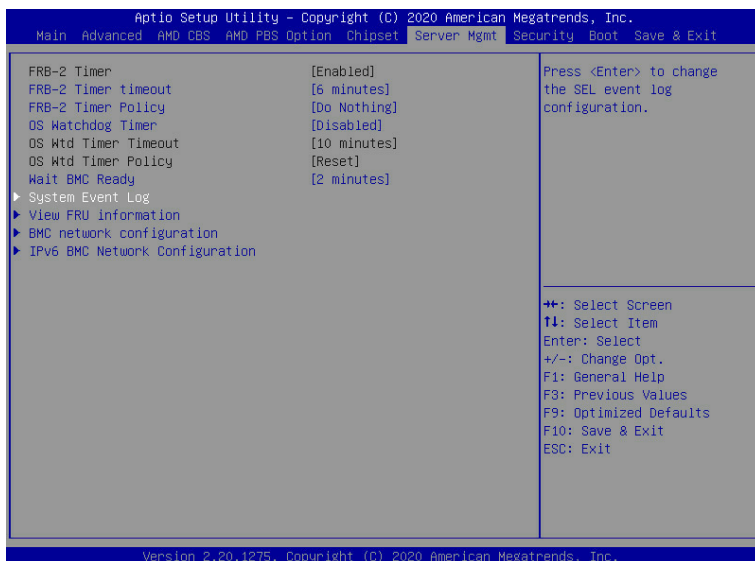 Aptio Setup Utility – Copyright (C) 2020 American Megatrends, Inc.
Main Advanced AMD CBS AMD PBS Option Chipset Server Mgmt Security Boot Save & Exit
FRB-2 Timer [Enabled]
FRB-2 Timer timeout [6 minutes]
FRB-2 Timer Policy [Do Nothing]
OS Watchdog Timer [Disabled]
OS Wtd Timer Timeout [10 minutes]
OS Wtd Timer Policy [Reset]
Wait BMC Ready [2 minutes]
▶ System Event Log
▶ View FRU information
▶ BMC network configuration
▶ IPv6 BMC Network Configuration
Press <Enter> to change
the SEL event log
configuration.
→←: Select Screen
↑↓: Select Item
Enter: Select
+/-: Change Opt.
F1: General Help
F3: Previous Values
F9: Optimized Defaults
F10: Save & Exit
ESC: Exit
Version 2.20.1275. Copyright (C) 2020 American Megatrends, Inc.